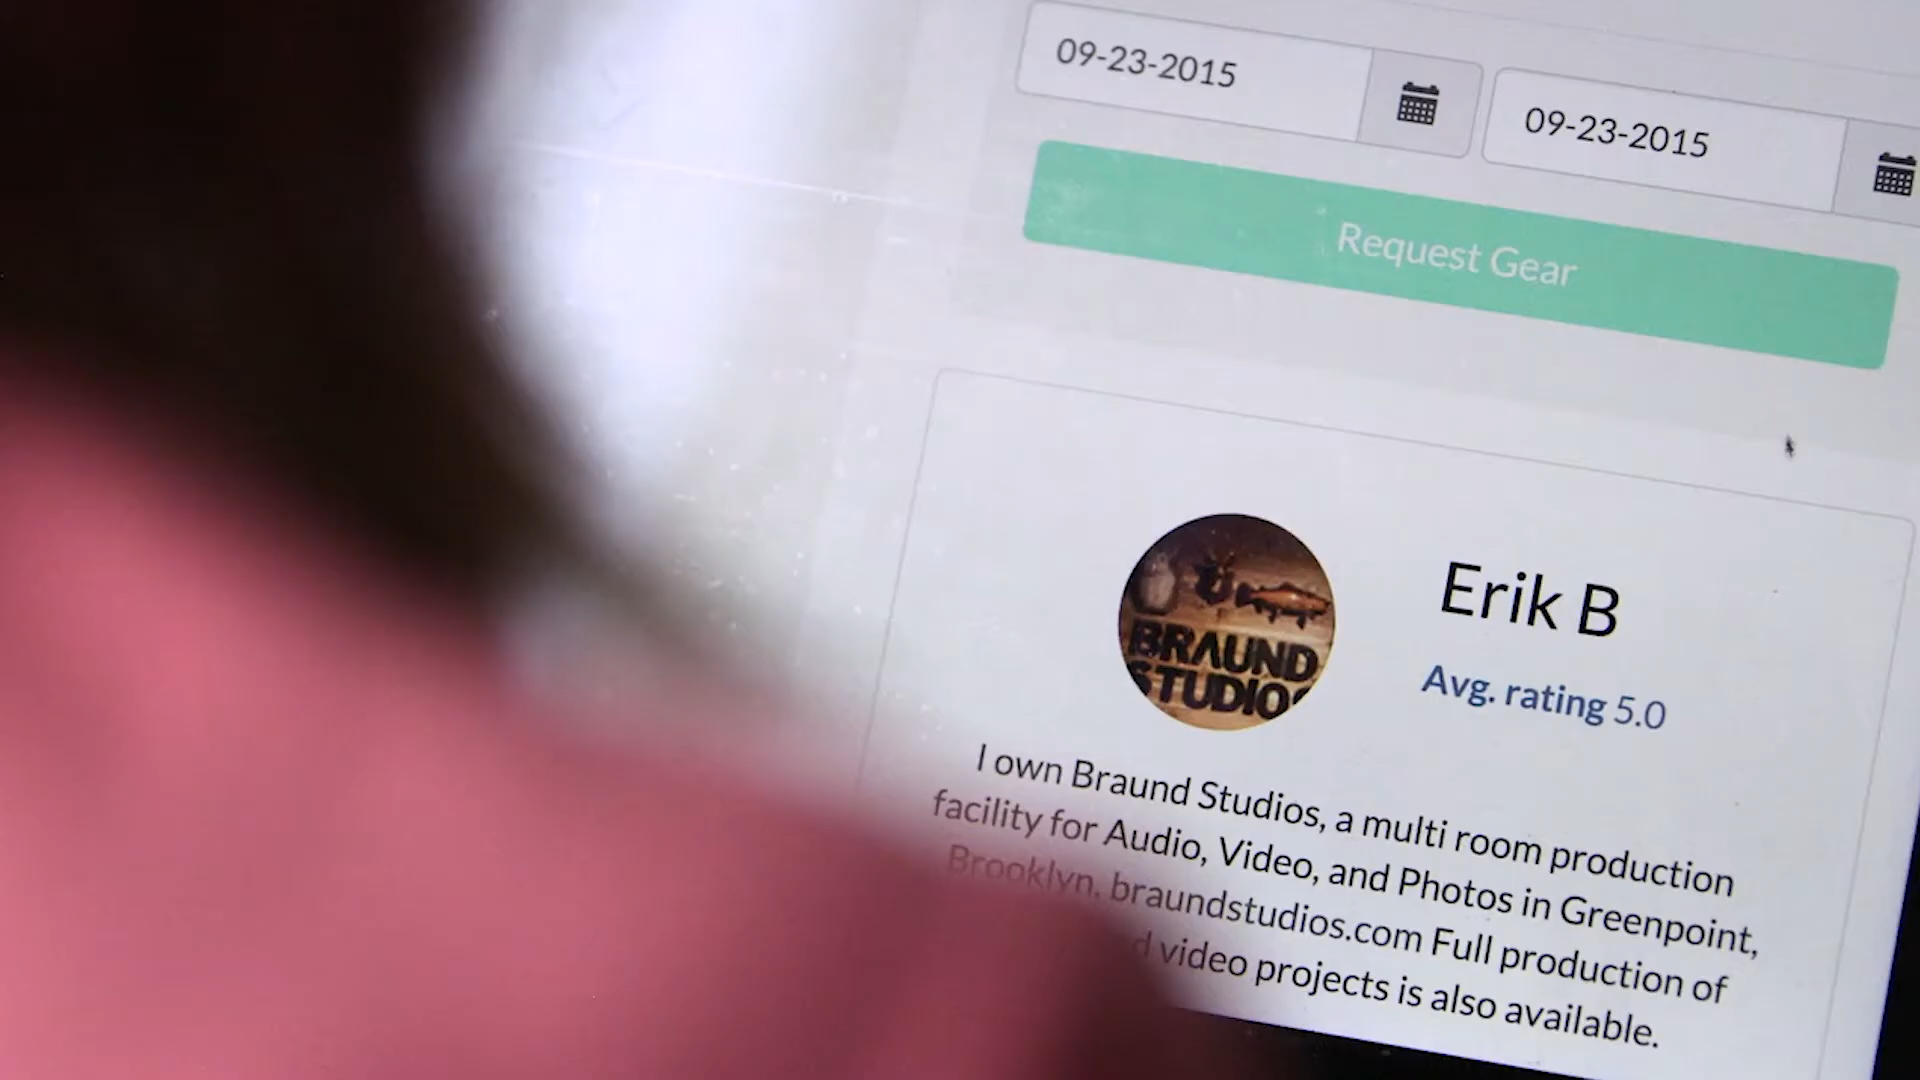 09-23-2015
09-23-2015
Request Gear
BRAUND
STUDIOS
Erik B
Avg. rating 5.0
I own Braund Studios, a multi room production
facility for Audio, Video, and Photos in Greenpoint,
Brooklyn. braundstudios.com Full production of
video projects is also available.